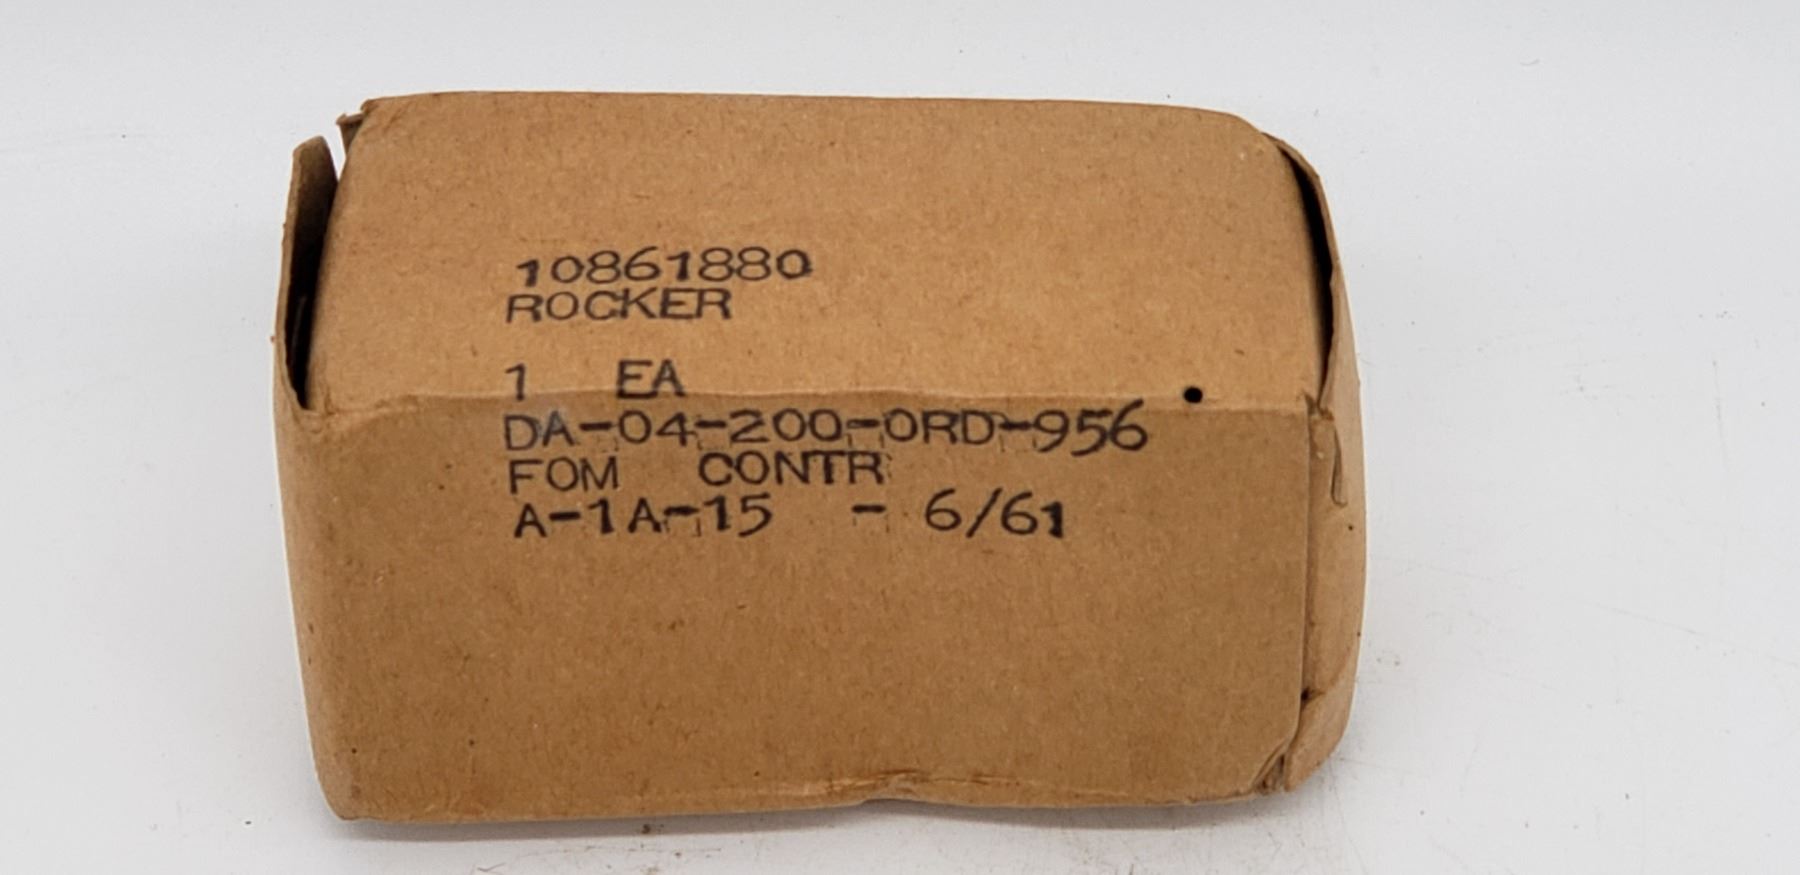 10861880
ROCKER
1 EA
DA-04-200-ORD-956
FOM CONTR
A-1A-15 - 6/61